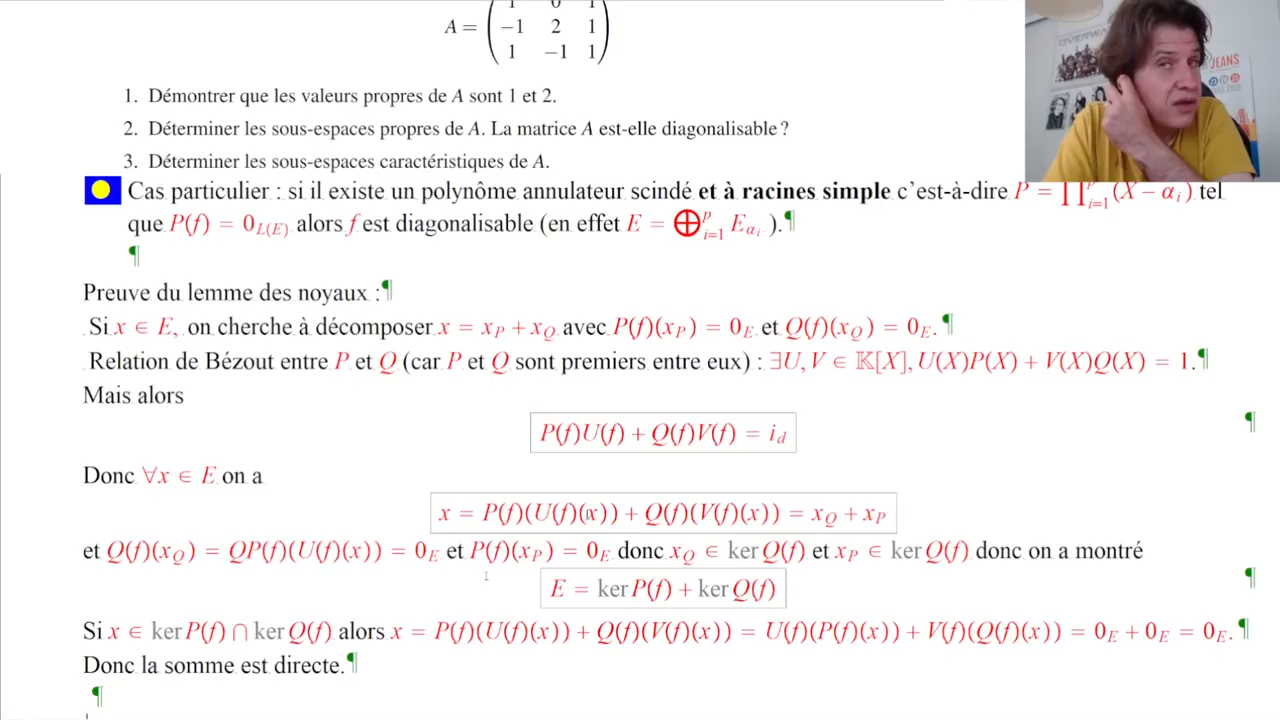 A = ( 1 0 1
−1 2 1
1 −1 1 )
1. Démontrer que les valeurs propres de A sont 1 et 2.
2. Déterminer les sous-espaces propres de A. La matrice A est-elle diagonalisable ?
3. Déterminer les sous-espaces caractéristiques de A.
JEANS
Cas particulier : si il existe un polynôme annulateur scindé et à racines simple c’est-à-dire P = ∏_{i=1}^{p} (X − α_i) tel
que P(f) = 0_{L(E)} alors f est diagonalisable (en effet E = ⊕_{i=1}^{p} E_{α_i} ).¶
¶
Preuve du lemme des noyaux :¶
Si x ∈ E, on cherche à décomposer x = x_P + x_Q avec P(f)(x_P) = 0_E et Q(f)(x_Q) = 0_E.¶
Relation de Bézout entre P et Q (car P et Q sont premiers entre eux) : ∃U, V ∈ 𝕂[X], U(X)P(X) + V(X)Q(X) = 1.¶
Mais alors
P(f)U(f) + Q(f)V(f) = i_d ¶
Donc ∀x ∈ E on a
x = P(f)(U(f)(x)) + Q(f)(V(f)(x)) = x_Q + x_P
et Q(f)(x_Q) = QP(f)(U(f)(x)) = 0_E et P(f)(x_P) = 0_E donc x_Q ∈ ker Q(f) et x_P ∈ ker Q(f) donc on a montré
E = ker P(f) + ker Q(f) ¶
Si x ∈ ker P(f) ∩ ker Q(f) alors x = P(f)(U(f)(x)) + Q(f)(V(f)(x)) = U(f)(P(f)(x)) + V(f)(Q(f)(x)) = 0_E + 0_E = 0_E.¶
Donc la somme est directe.¶
¶